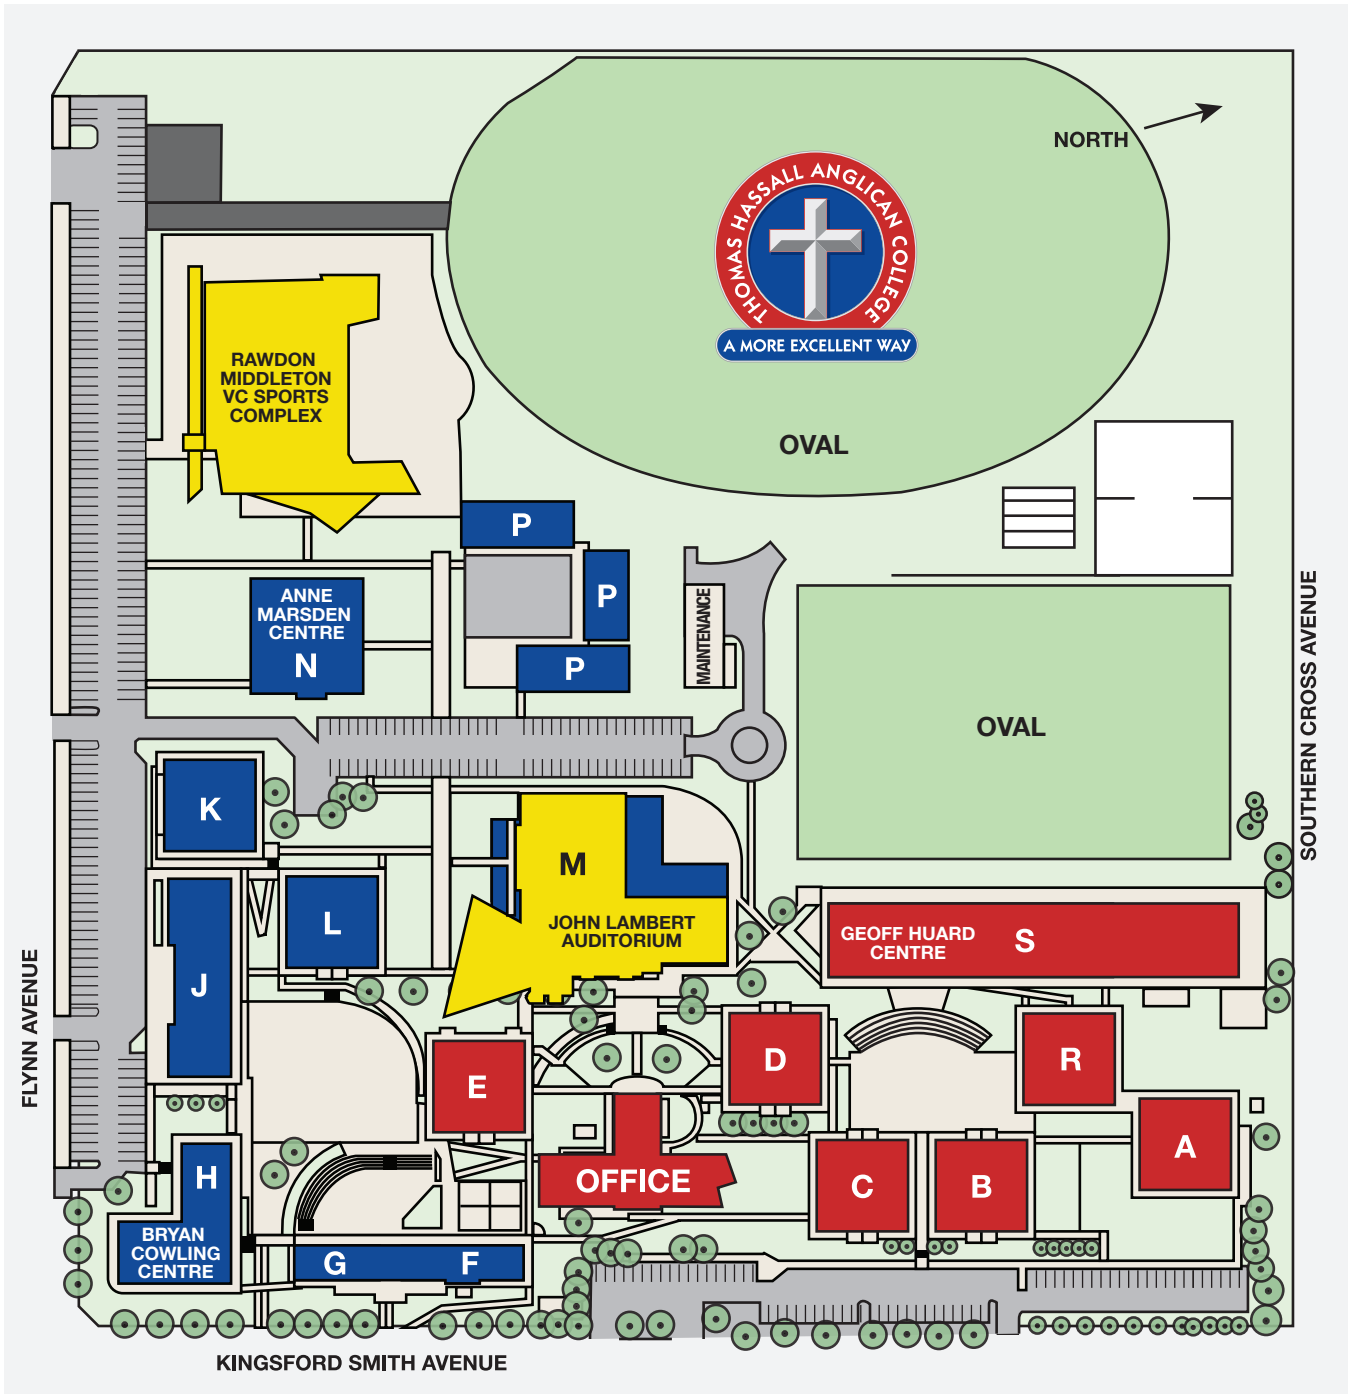 NORTH
THOMAS HASSALL ANGLICAN COLLEGE
A MORE EXCELLENT WAY
RAWDON
MIDDLETON
VC SPORTS
COMPLEX
OVAL
P
P
P
ANNE
MARSDEN
CENTRE
N
MAINTENANCE
OVAL
SOUTHERN CROSS AVENUE
K
M
JOHN LAMBERT
AUDITORIUM
L
GEOFF HUARD
CENTRE
S
J
FLYNN AVENUE
E
D
R
A
H
BRYAN
COWLING
CENTRE
OFFICE
C
B
G
F
KINGSFORD SMITH AVENUE